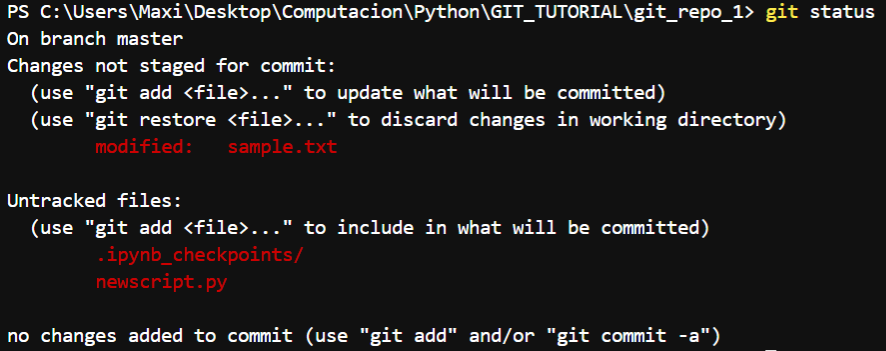 PS C:\Users\Maxi\Desktop\Computacion\Python\GIT_TUTORIAL\git_repo_1> git status
On branch master
Changes not staged for commit:
  (use "git add <file>..." to update what will be committed)
  (use "git restore <file>..." to discard changes in working directory)
        modified:   sample.txt

Untracked files:
  (use "git add <file>..." to include in what will be committed)
        .ipynb_checkpoints/
        newscript.py

no changes added to commit (use "git add" and/or "git commit -a")